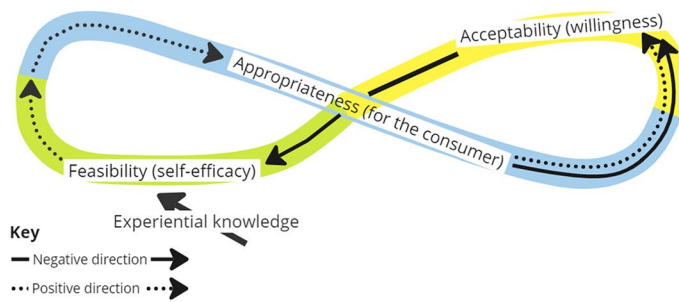 Acceptability (willingness)
Appropriateness (for the consumer)
Feasibility (self-efficacy)
Experiential knowledge
Key
Negative direction
Positive direction